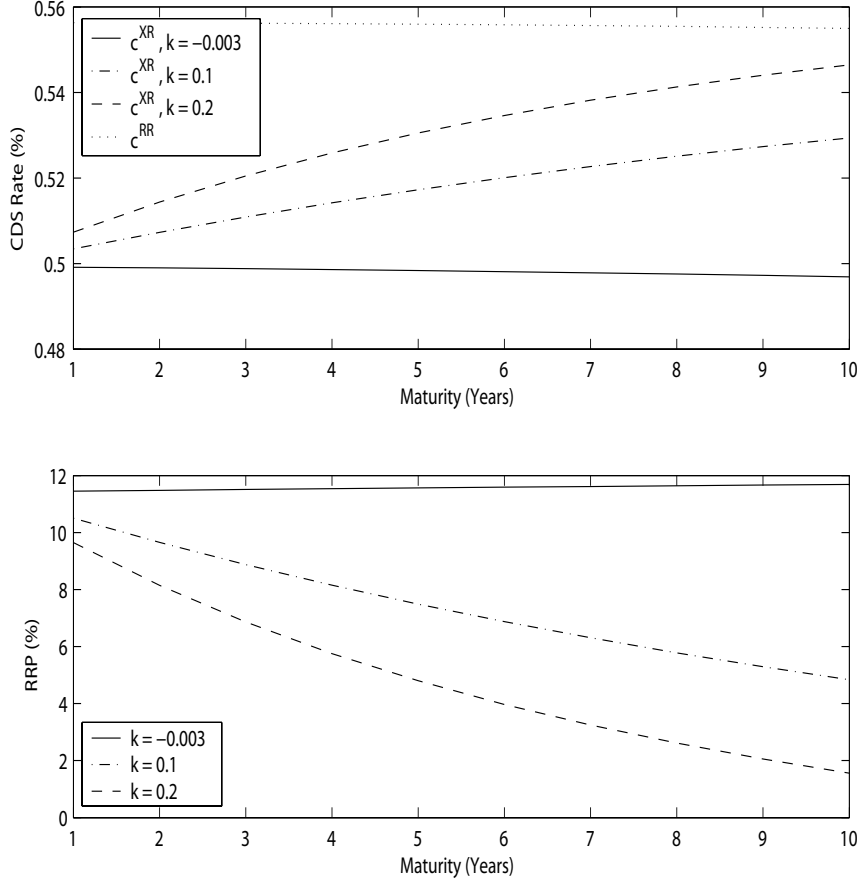 0.56
0.54
0.52
0.5
0.48
CDS Rate (%)
c^XR, k = −0.003
c^XR, k = 0.1
c^XR, k = 0.2
c^RR
1 2 3 4 5 6 7 8 9 10
Maturity (Years)
12
10
8
6
4
2
0
RRP (%)
k = −0.003
k = 0.1
k = 0.2
1 2 3 4 5 6 7 8 9 10
Maturity (Years)